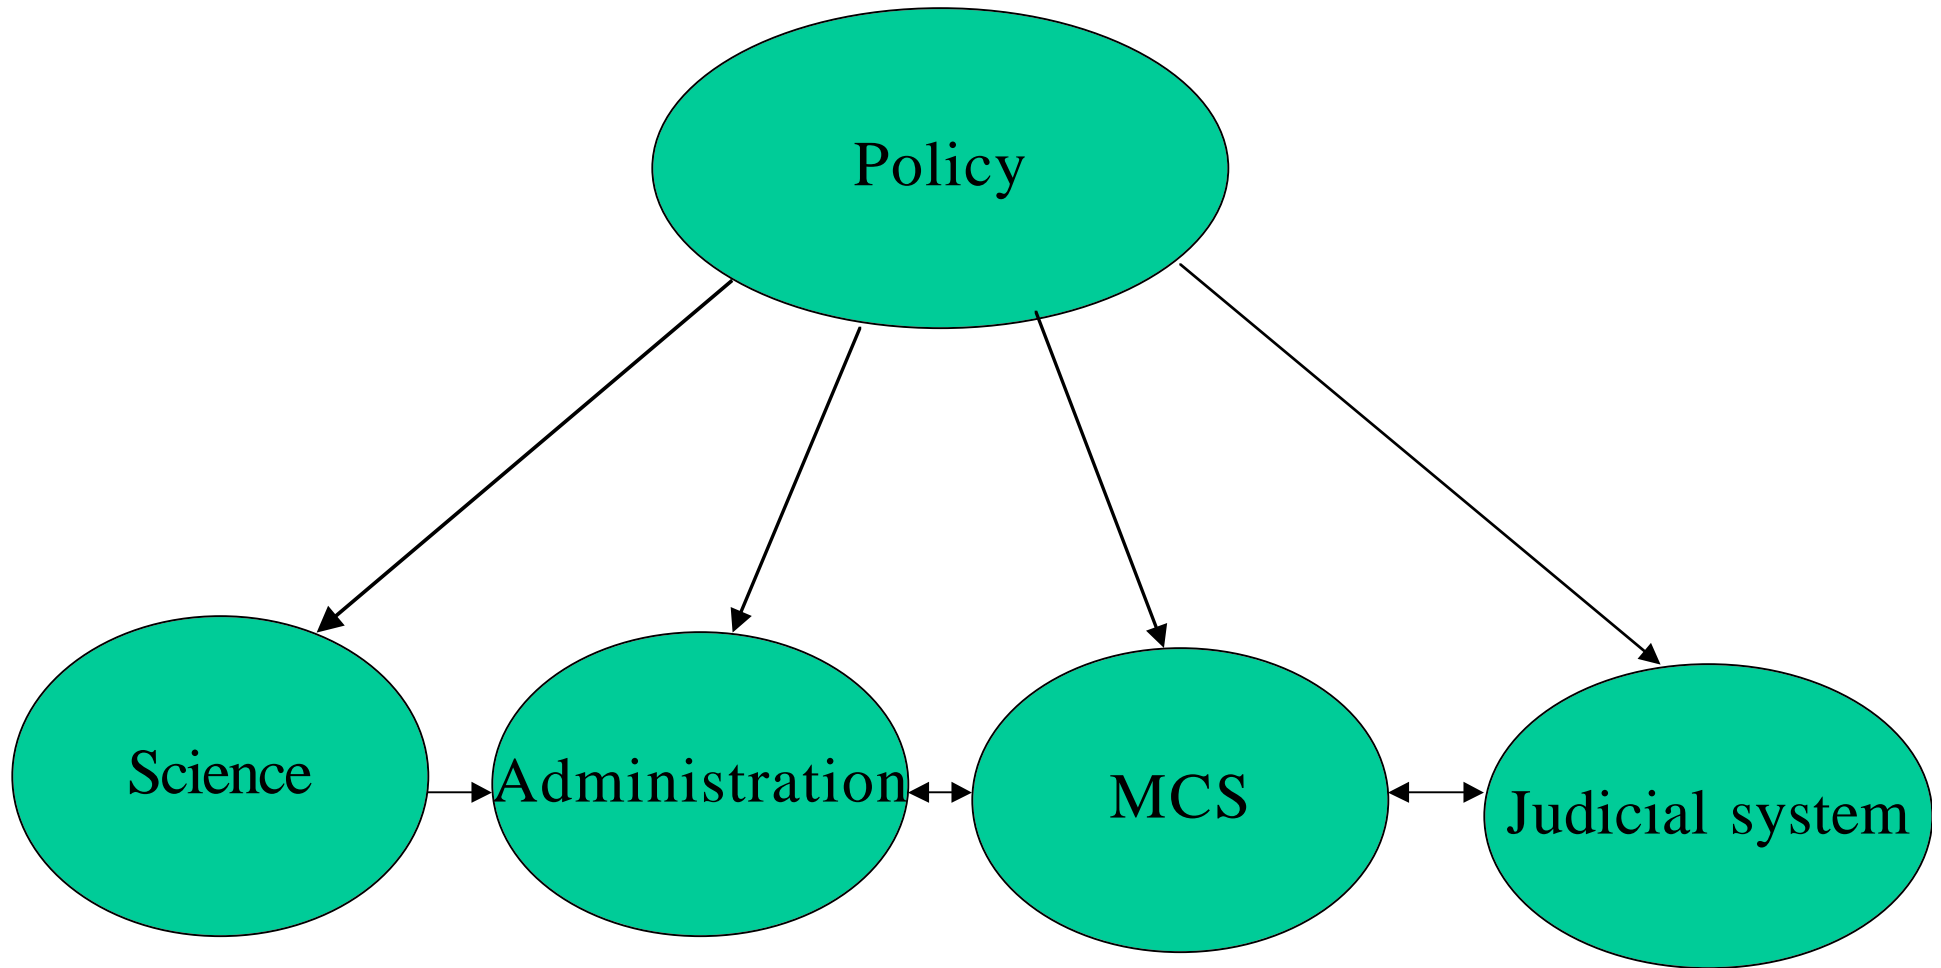 Policy
Science
Administration
MCS
Judicial system